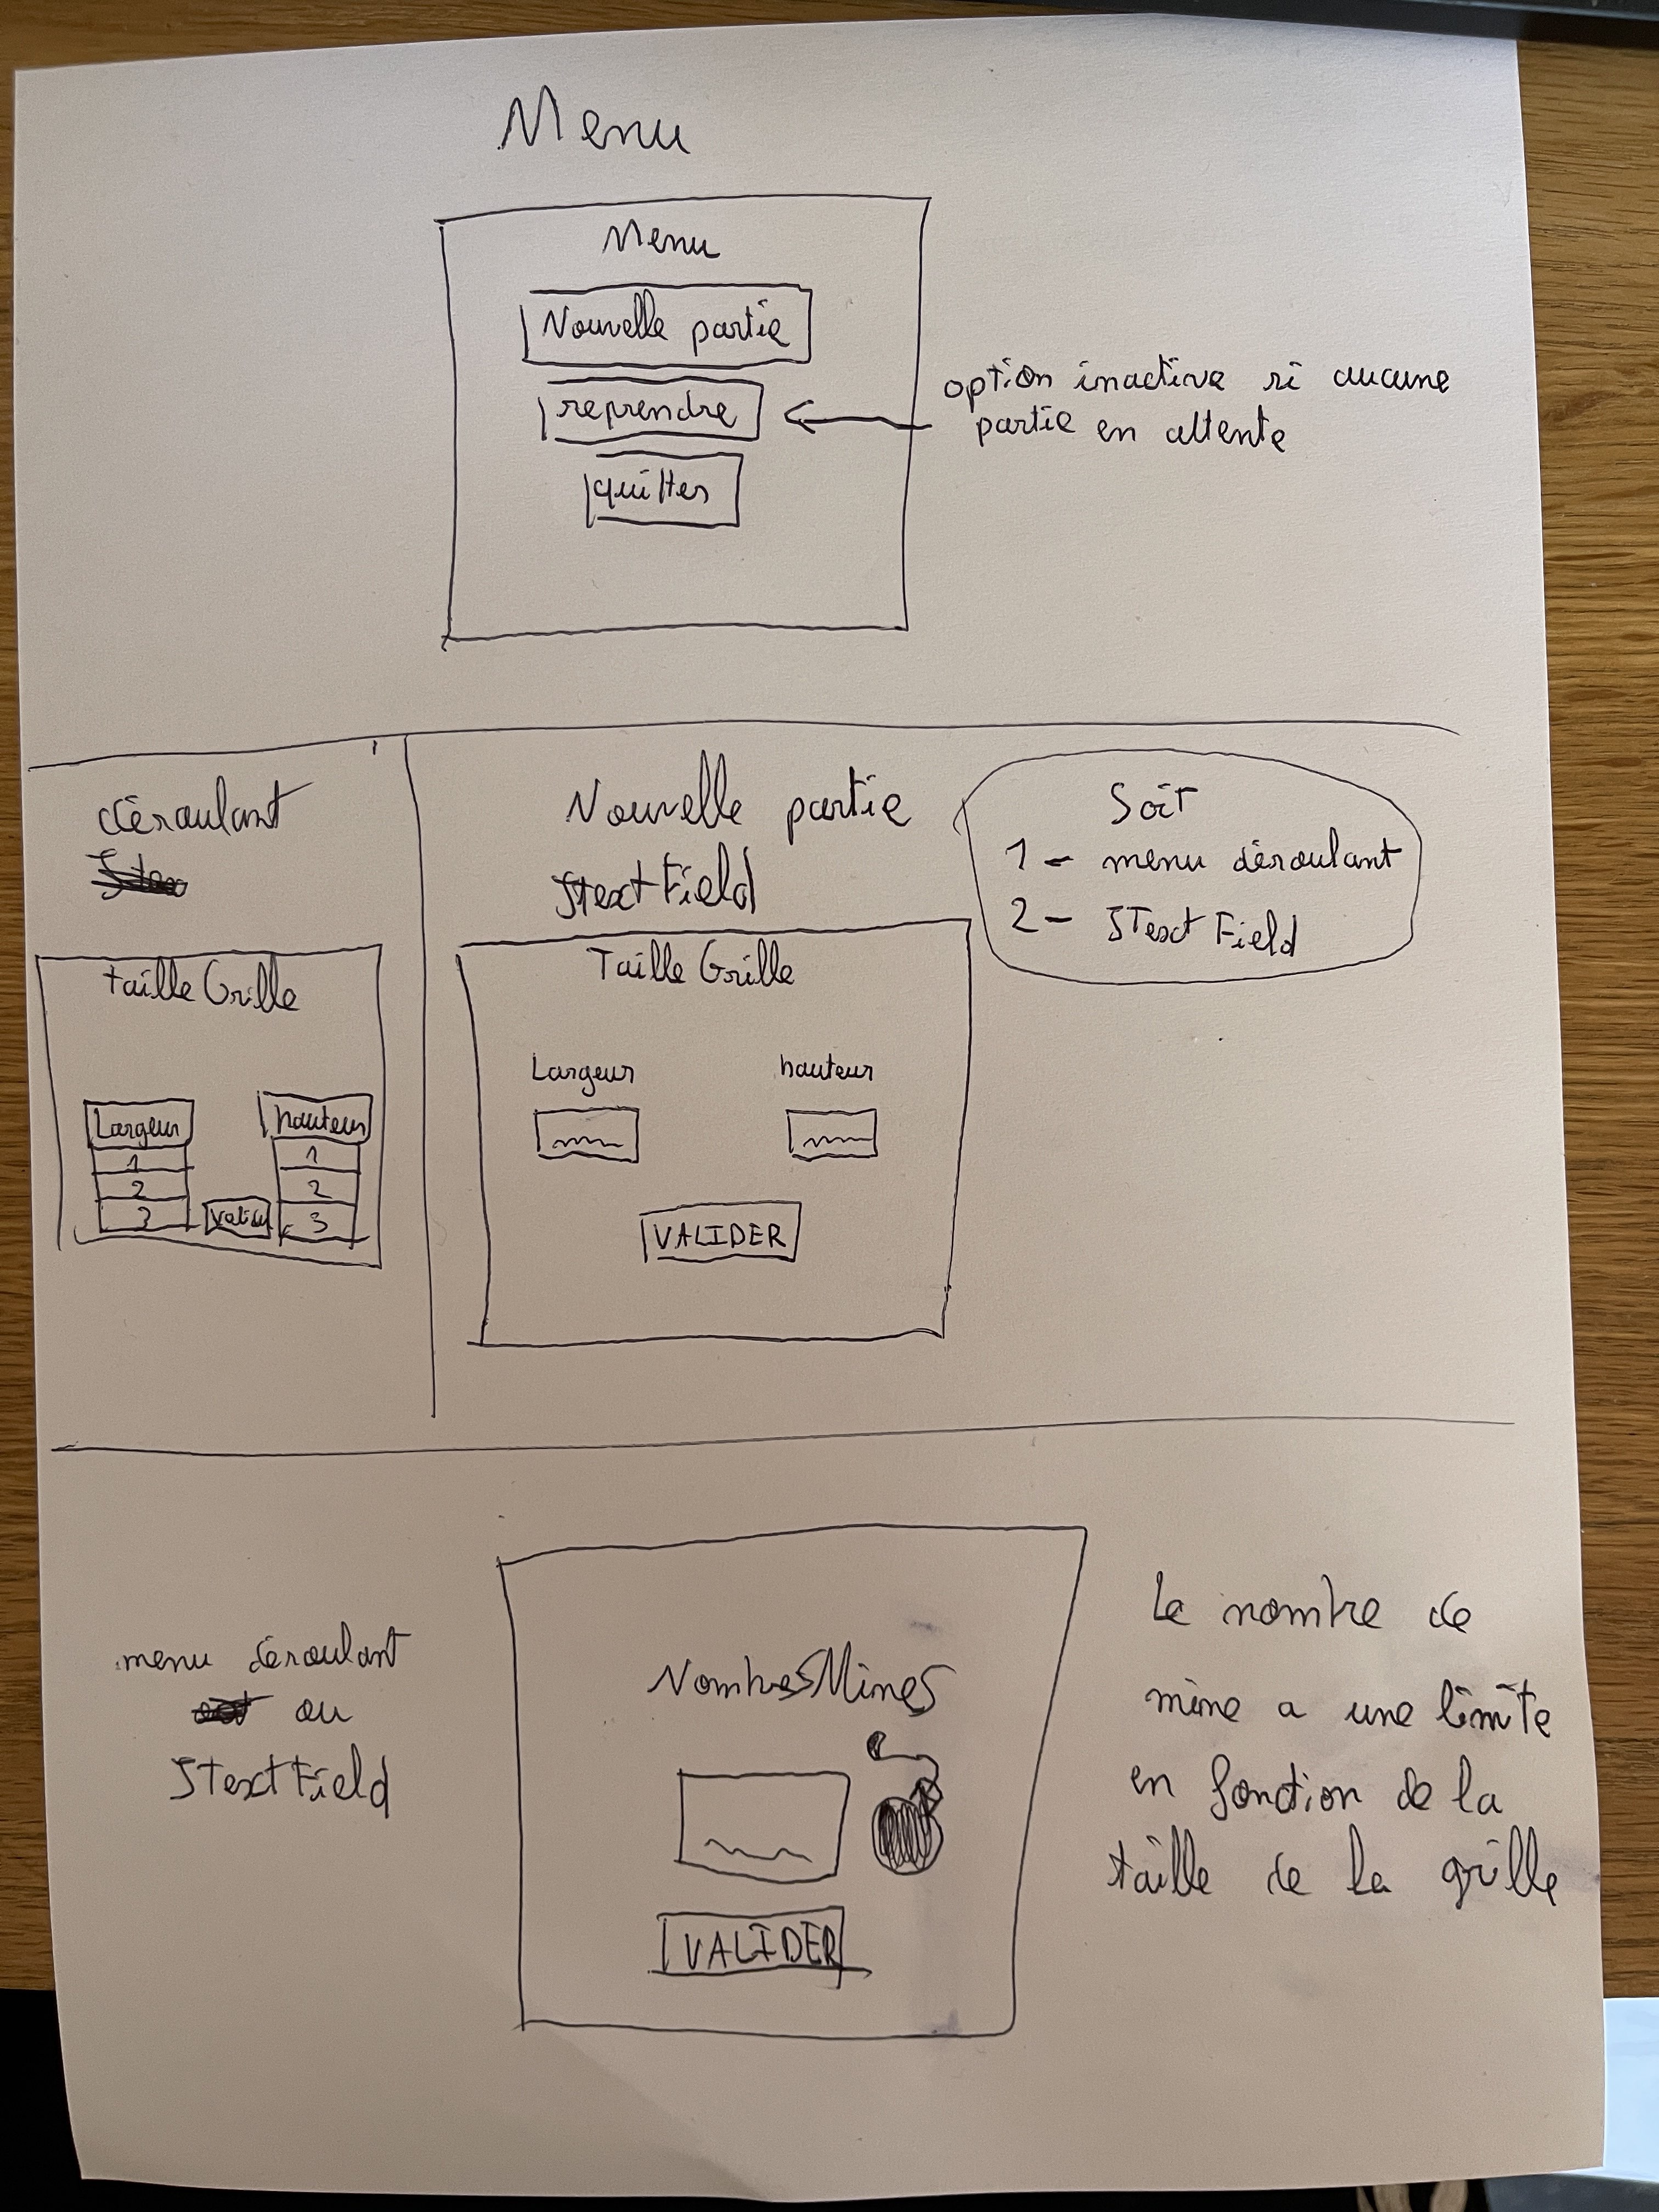 Menu
Menu
Nouvelle partie
reprendre
quitter
option inactive si aucune
partie en attente
déroulant
taille Grille
Largeur
hauteur
1
2
3
1
2
3
Nouvelle partie
JtextField
Taille Grille
Largeur
hauteur
VALIDER
Soit
1 - menu déroulant
2 - JTextField
menu déroulant
ou
JTextField
NombresMines
VALIDER
Le nombre de
mine a une limite
en fonction de la
taille de la grille